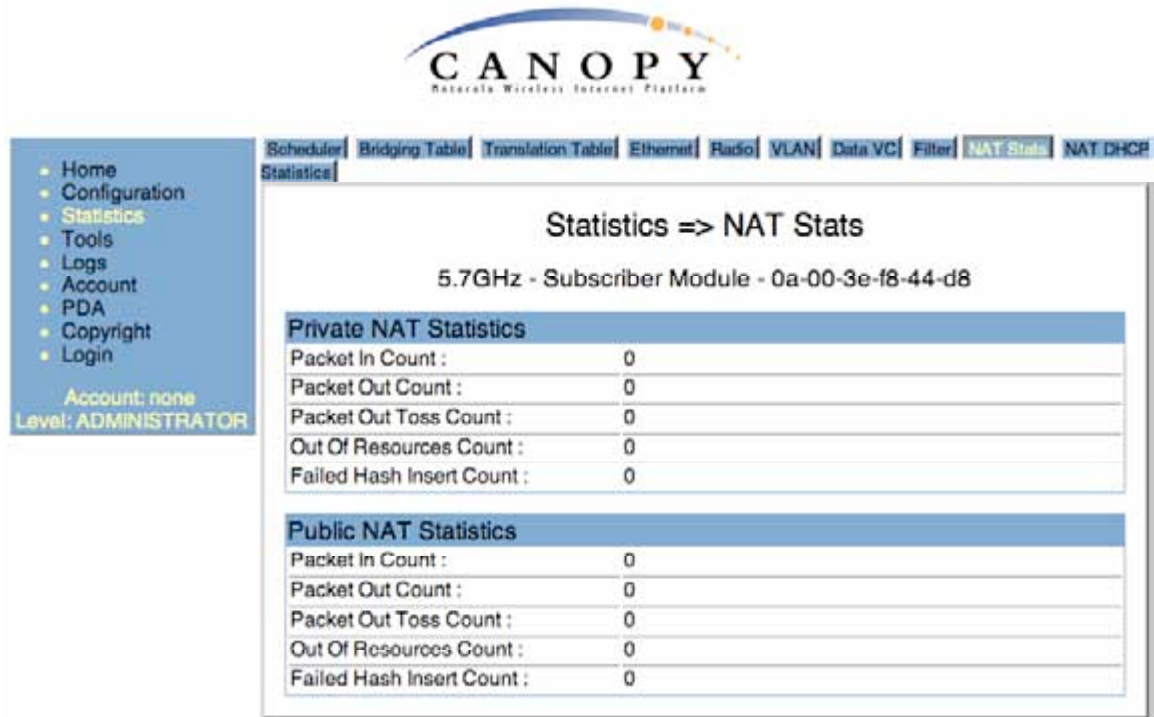 CANOPY
Motorola Wireless Internet Platform
Home
Configuration
Statistics
Tools
Logs
Account
PDA
Copyright
Login
Account: none
Level: ADMINISTRATOR
Scheduler Bridging Table Translation Table Ethernet Radio VLAN Data VC Filter NAT Stats NAT DHCP
Statistics
Statistics => NAT Stats
5.7GHz - Subscriber Module - 0a-00-3e-f8-44-d8
Private NAT Statistics
Packet In Count : 0
Packet Out Count : 0
Packet Out Toss Count : 0
Out Of Resources Count : 0
Failed Hash Insert Count : 0
Public NAT Statistics
Packet In Count : 0
Packet Out Count : 0
Packet Out Toss Count : 0
Out Of Resources Count : 0
Failed Hash Insert Count : 0